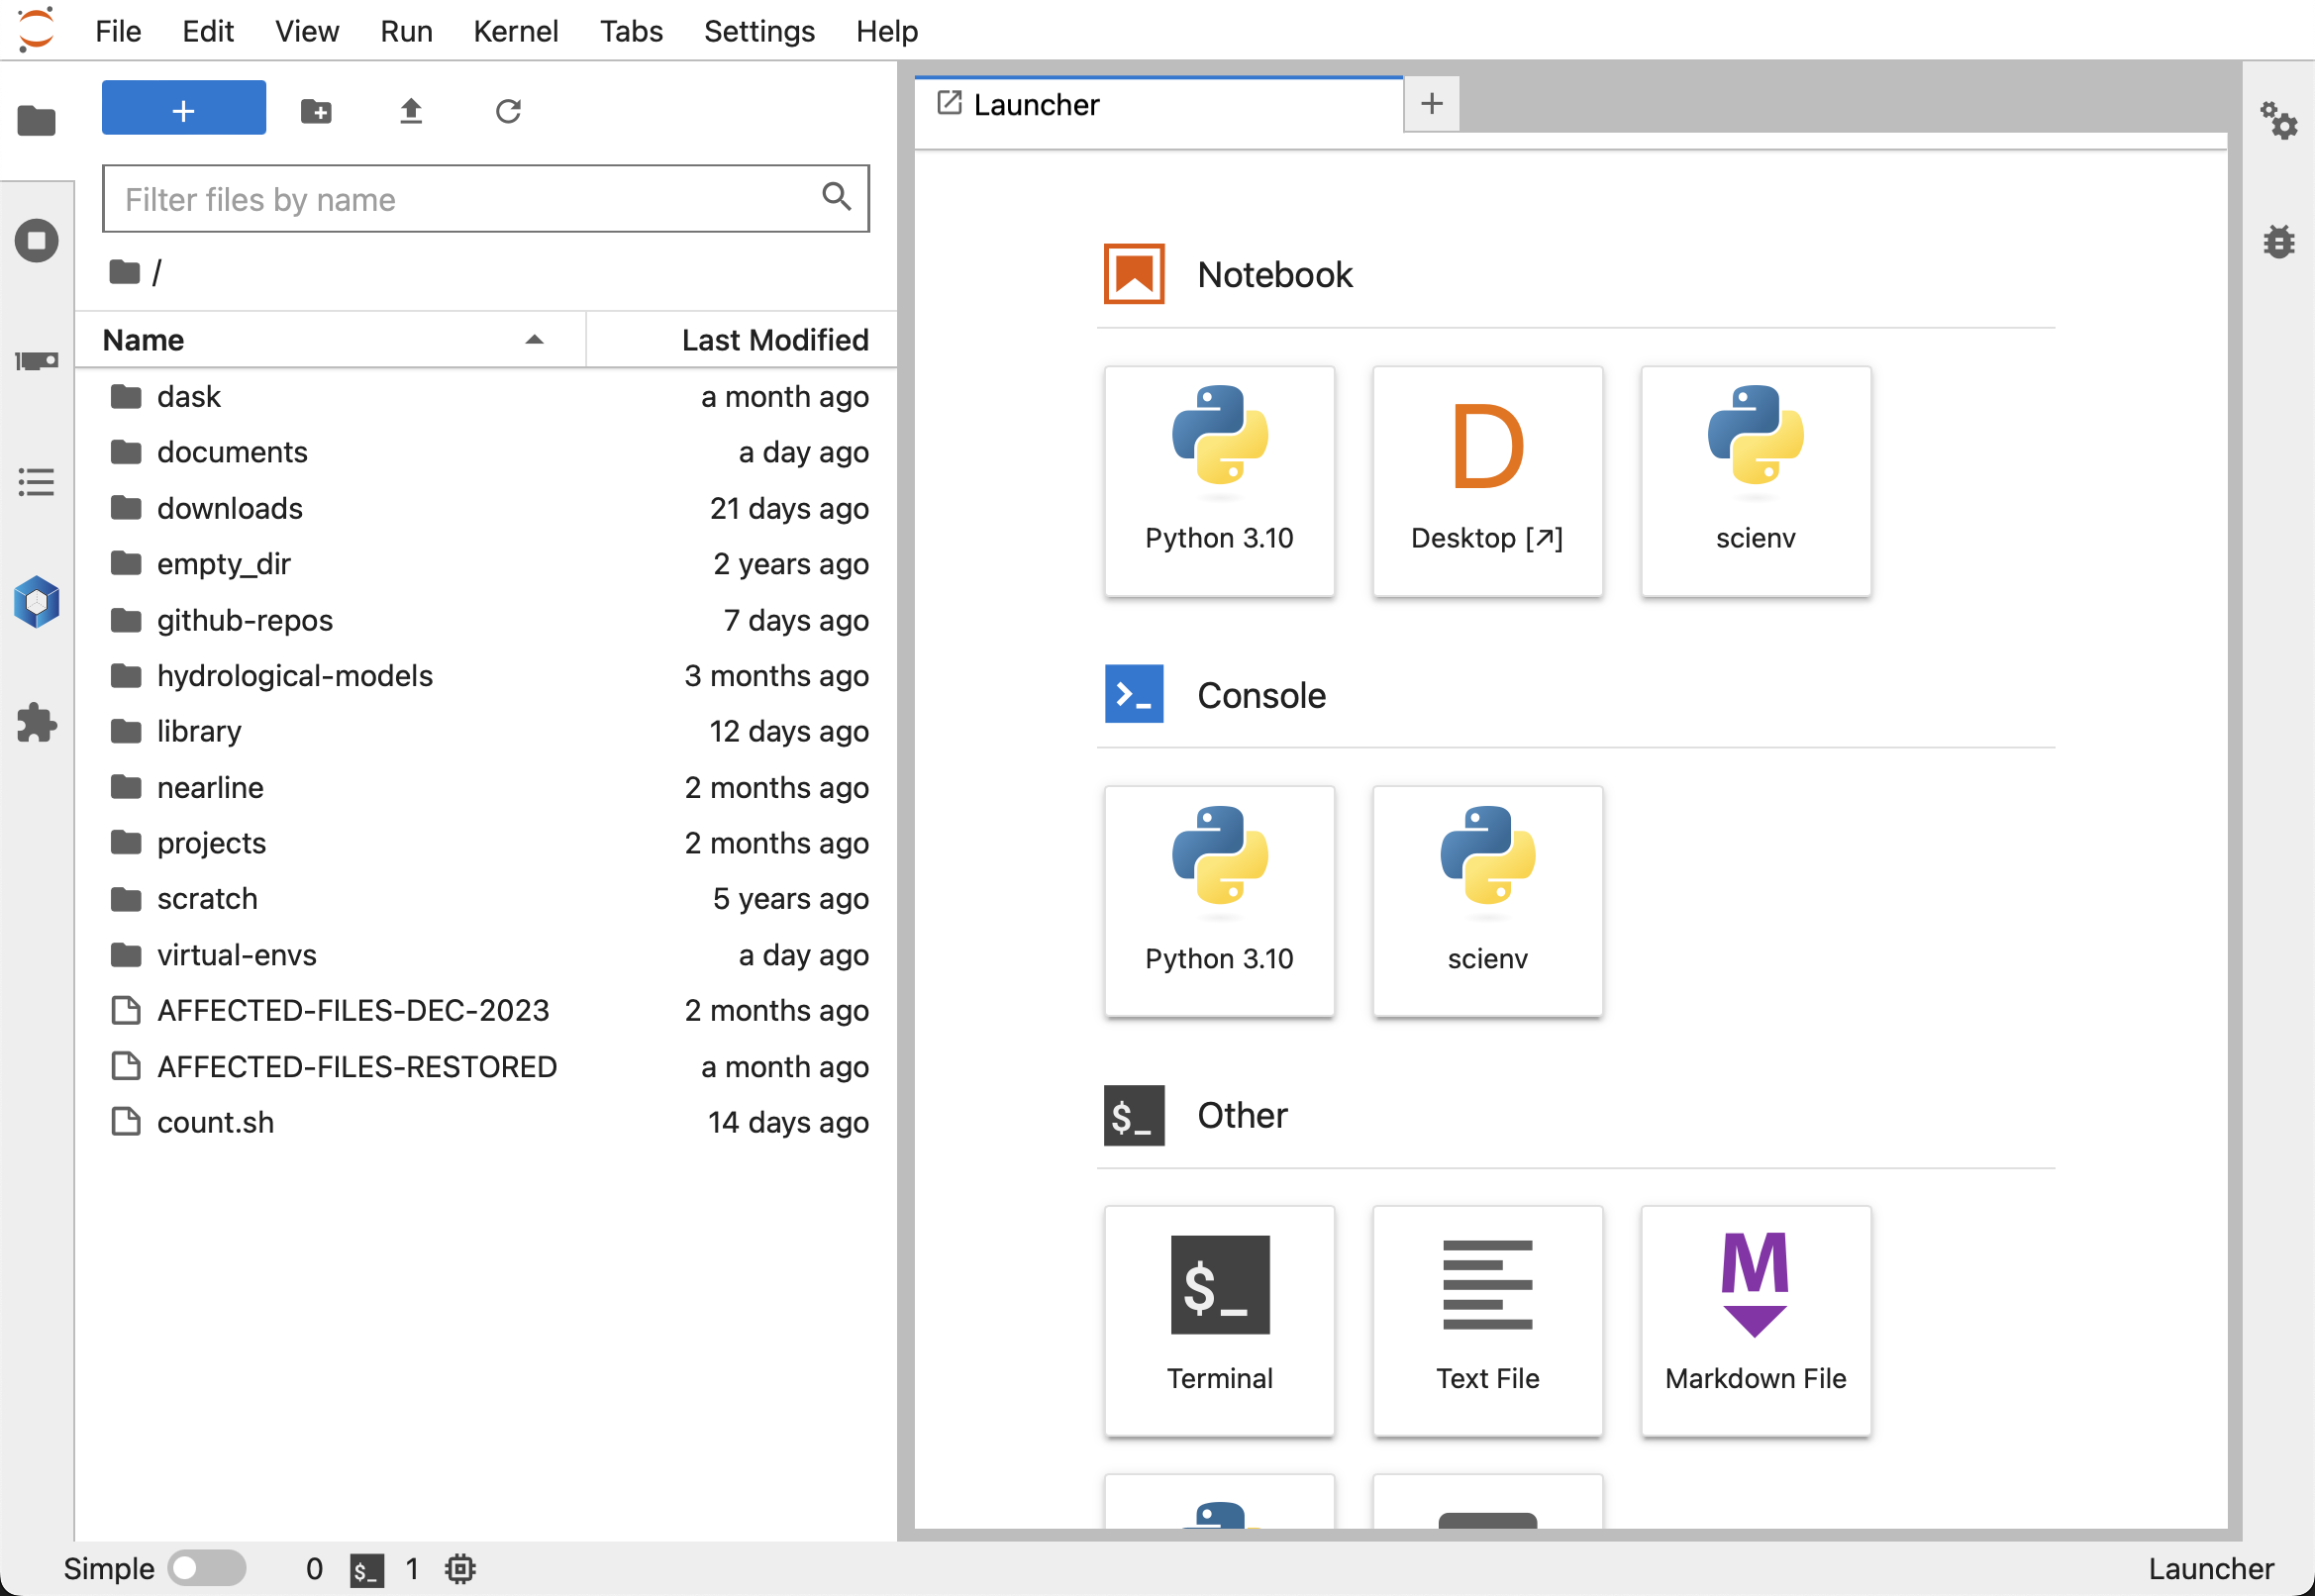 File Edit View Run Kernel Tabs Settings Help
+
Filter files by name
/
Name Last Modified
dask a month ago
documents a day ago
downloads 21 days ago
empty_dir 2 years ago
github-repos 7 days ago
hydrological-models 3 months ago
library 12 days ago
nearline 2 months ago
projects 2 months ago
scratch 5 years ago
virtual-envs a day ago
AFFECTED-FILES-DEC-2023 2 months ago
AFFECTED-FILES-RESTORED a month ago
count.sh 14 days ago
Launcher +
Notebook
D
Python 3.10 Desktop [↗] scienv
>_ Console
Python 3.10 scienv
$_ Other
$_ M
Terminal Text File Markdown File
Simple 0 $_ 1 Launcher